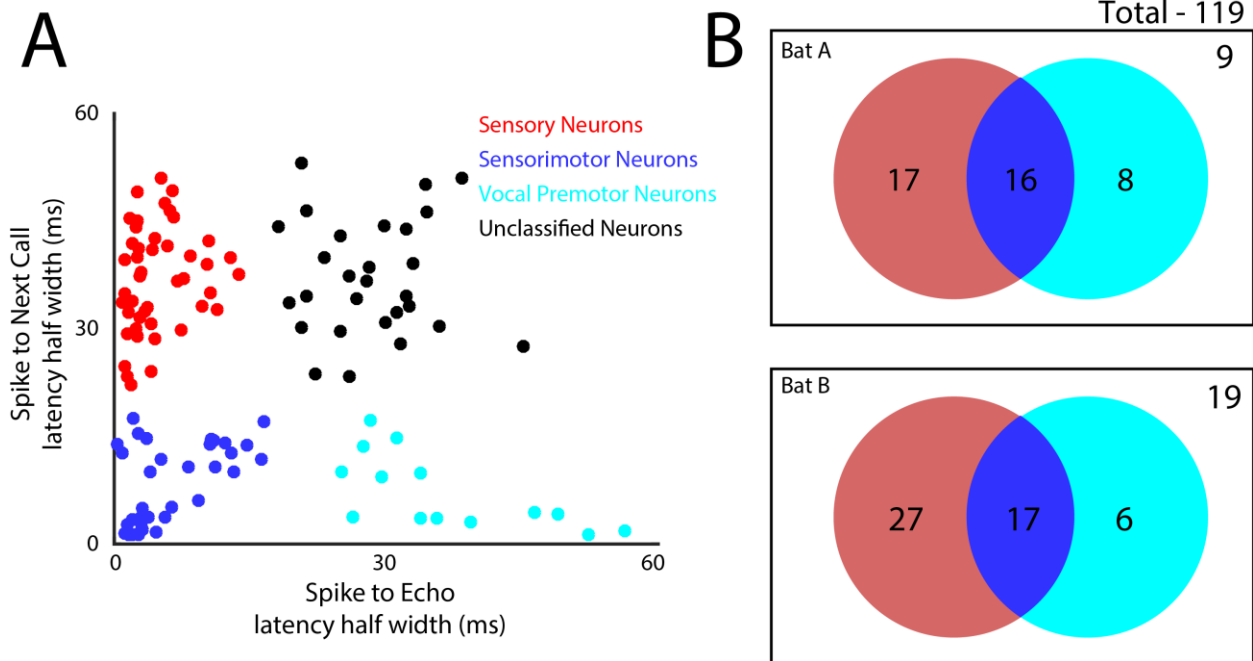 A
60
30
0
0
30
60
Spike to Next Call
latency half width (ms)
Spike to Echo
latency half width (ms)
Sensory Neurons
Sensorimotor Neurons
Vocal Premotor Neurons
Unclassified Neurons
B
Total - 119
Bat A
9
17
16
8
Bat B
19
27
17
6